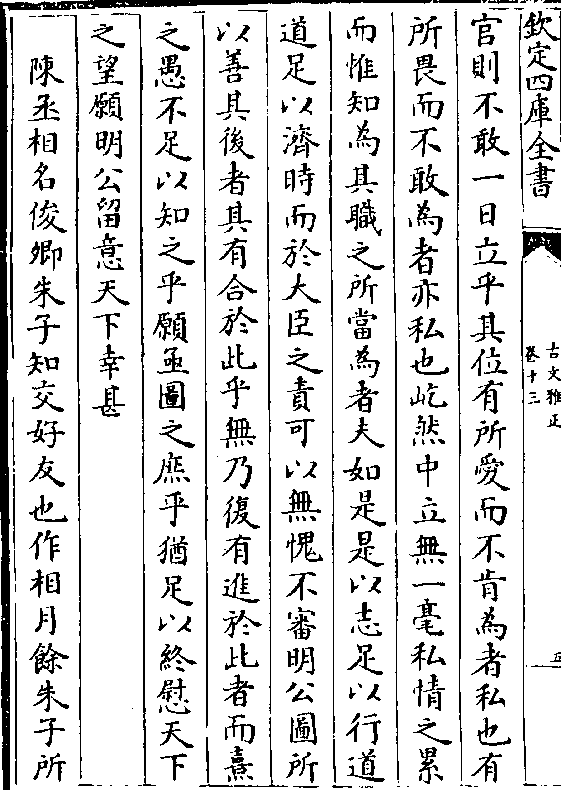 欽定四庫全書
古文雅正
卷十三
五
官則不敢一日立乎其位有所愛而不肯為者私也有
所畏而不敢為者亦私也屹然中立無一毫私情之累
而惟知為其職之所當為者夫如是是以志足以行道
道足以濟時而於大臣之責可以無愧不審明公圖所
以善其後者其有合於此乎無乃復有進於此者而熹
之愚不足以知之乎願亟圖之庶乎猶足以終慰天下
之望願明公留意天下幸甚
陳丞相名俊卿朱子知交好友也作相月餘朱子所